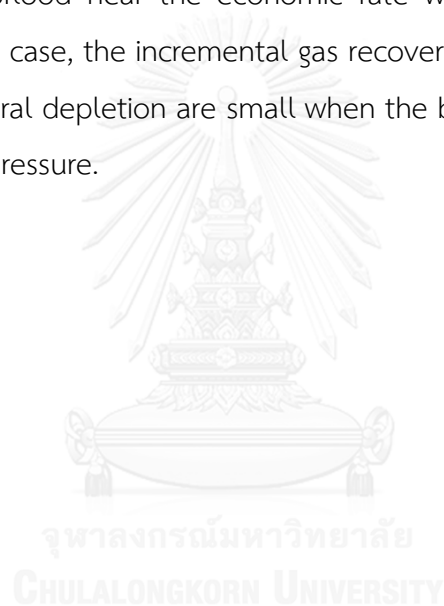 case, the incremental gas recover
ral depletion are small when the b
ressure.
จุฬาลงกรณ์มหาวิทยาลัย
CHULALONGKORN UNIVERSITY